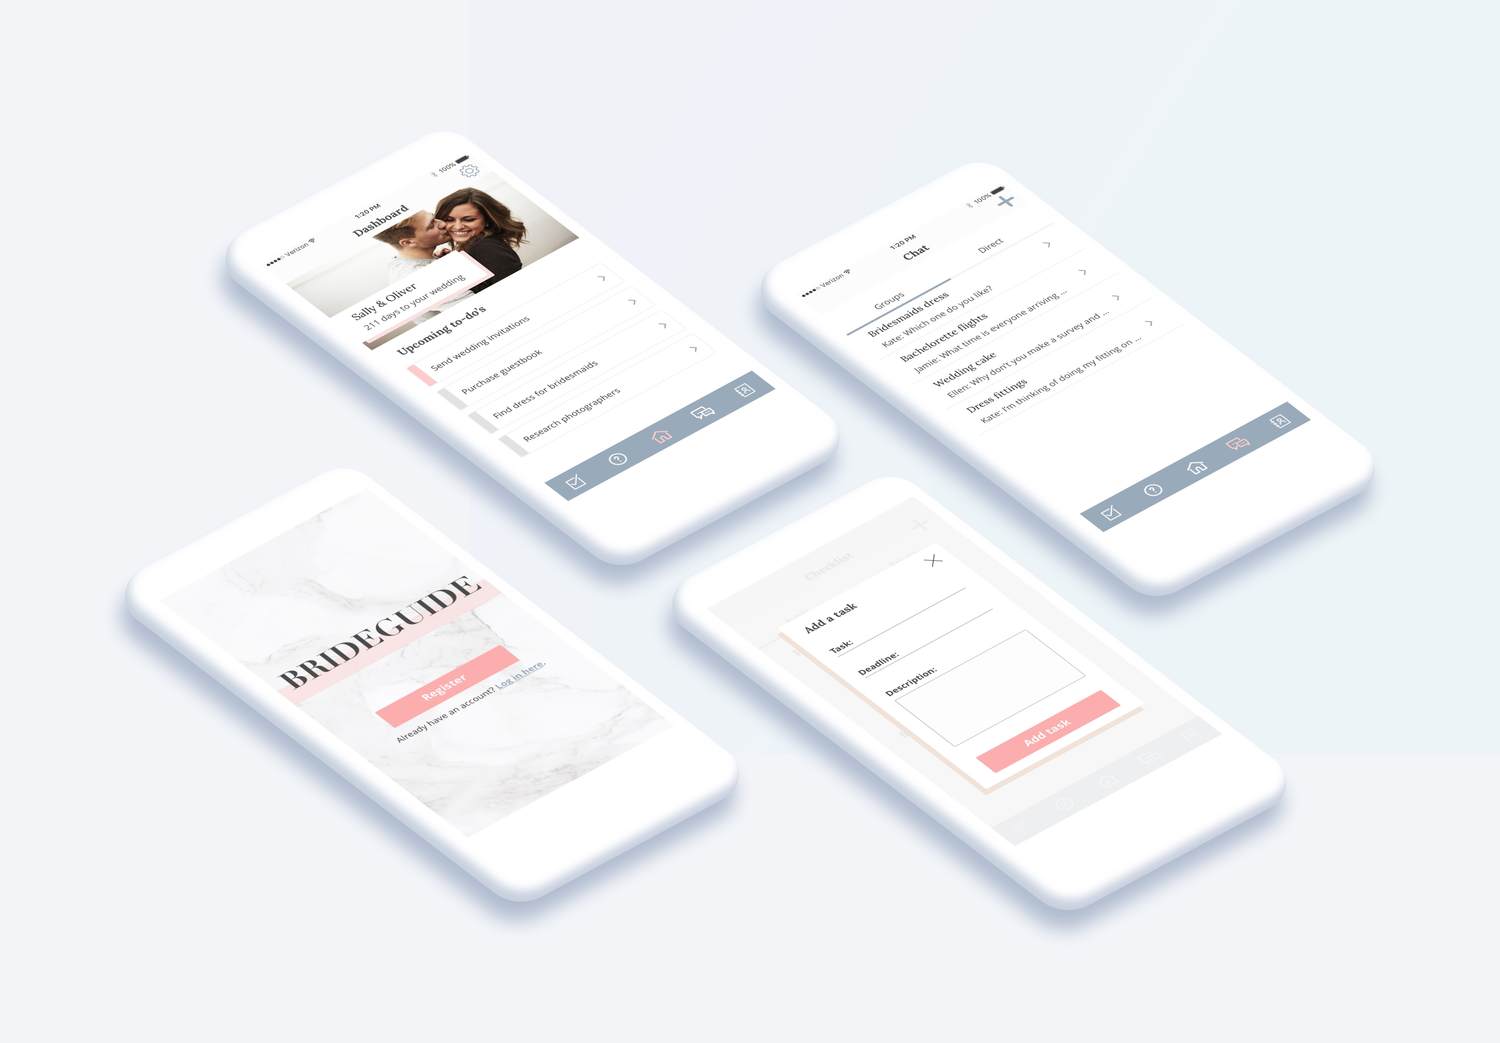 Verizon
1:20 PM
100%
Dashboard
Sally & Oliver
211 days to your wedding
Upcoming to-do's
Send wedding invitations
Purchase guestbook
Find dress for bridesmaids
Research photographers
Verizon
1:20 PM
100%
Chat
Groups
Direct
Bridesmaids dress
Kate: Which one do you like?
Bachelorette flights
Jamie: What time is everyone arriving ...
Wedding cake
Ellen: Why don't you make a survey and ...
Dress fittings
Kate: I'm thinking of doing my fitting on ...
BRIDEGUIDE
Register
Already have an account? Log in here.
Checklist
Add a task
Task:
Deadline:
Description:
Add task